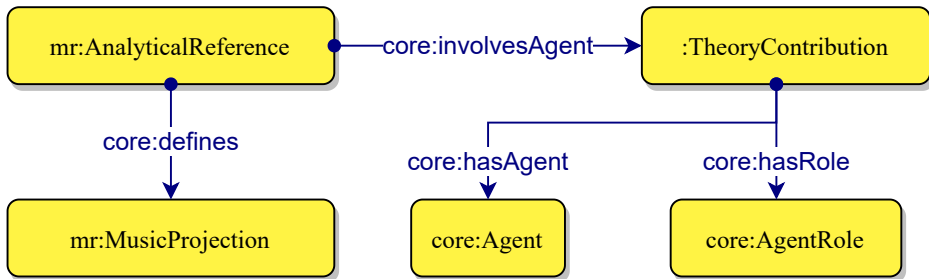 mr:AnalyticalReference
core:involvesAgent
:TheoryContribution
core:defines
core:hasAgent
core:hasRole
mr:MusicProjection
core:Agent
core:AgentRole